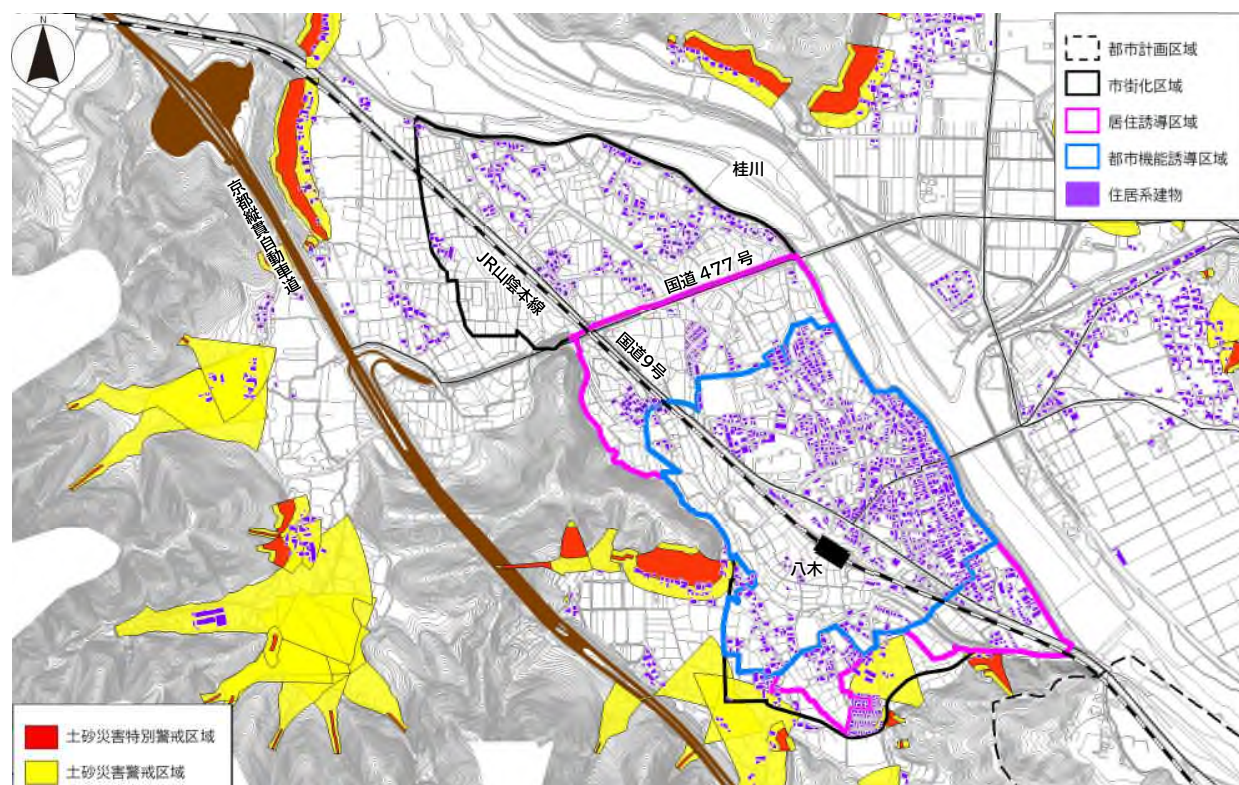 N
都市計画区域
市街化区域
居住誘導区域
都市機能誘導区域
住居系建物
桂川
京都縦貫自動車道
JR山陰本線
国道 477 号
国道9号
八木
土砂災害特別警戒区域
土砂災害警戒区域